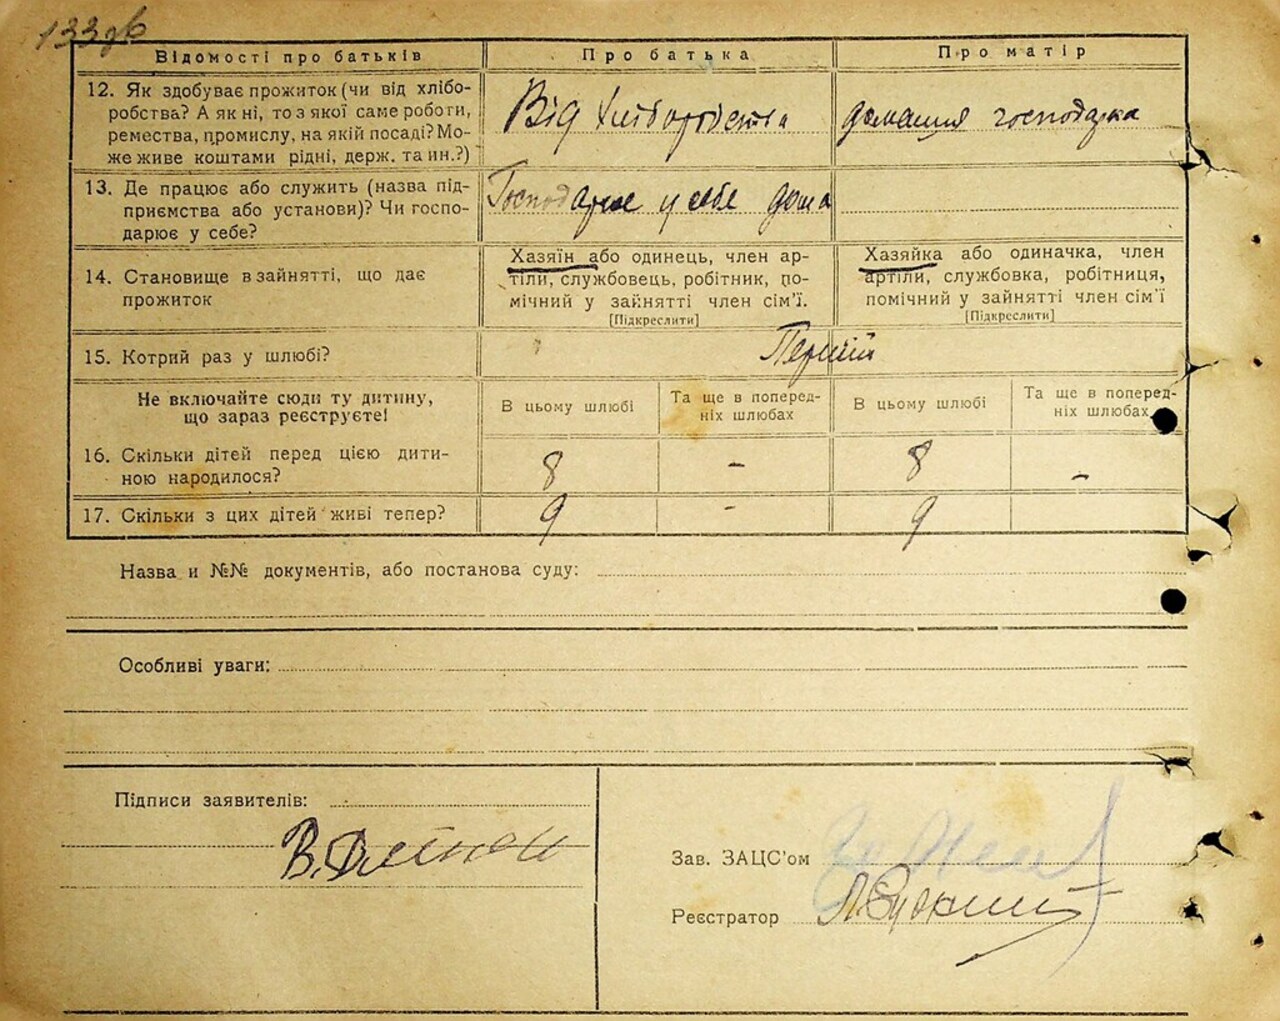 133зв
Відомості про батьків Про батька Про матір
12. Як здобуває прожиток (чи від хлібо-
робства? А як ні, то з якої саме роботи,
ремества, промислу, на якій посаді? Мо-
же живе коштами рідні, держ. та ин.?)
Від хліборобства
домашня господарка
13. Де працює або служить (назва під-
приємства або установи)? Чи госпо-
дарює у себе?
Господарює у себе дома
14. Становище в зайнятті, що дає
прожиток
Хазяїн або одинець, член ар-
тіли, службовець, робітник, по-
мічний у зайнятті член сім'ї.
[Підкреслити]
Хазяйка або одиначка, член
артіли, службовка, робітниця,
помічний у зайнятті член сім'ї
[Підкреслити]
15. Котрий раз у шлюбі?
Перший
Не включайте сюди ту дитину,
що зараз реєструєте!
В цьому шлюбі
Та ще в поперед-
ніх шлюбах
В цьому шлюбі
Та ще в поперед-
ніх шлюбах
16. Скільки дітей перед цією дити-
ною народилося?
8 - 8 -
17. Скільки з цих дітей живі тепер?
9 - 9
Назва и №№ документів, або постанова суду:
Особливі уваги:
Підписи заявителів:
В.
Зав. ЗАЦС'ом
Реєстратор